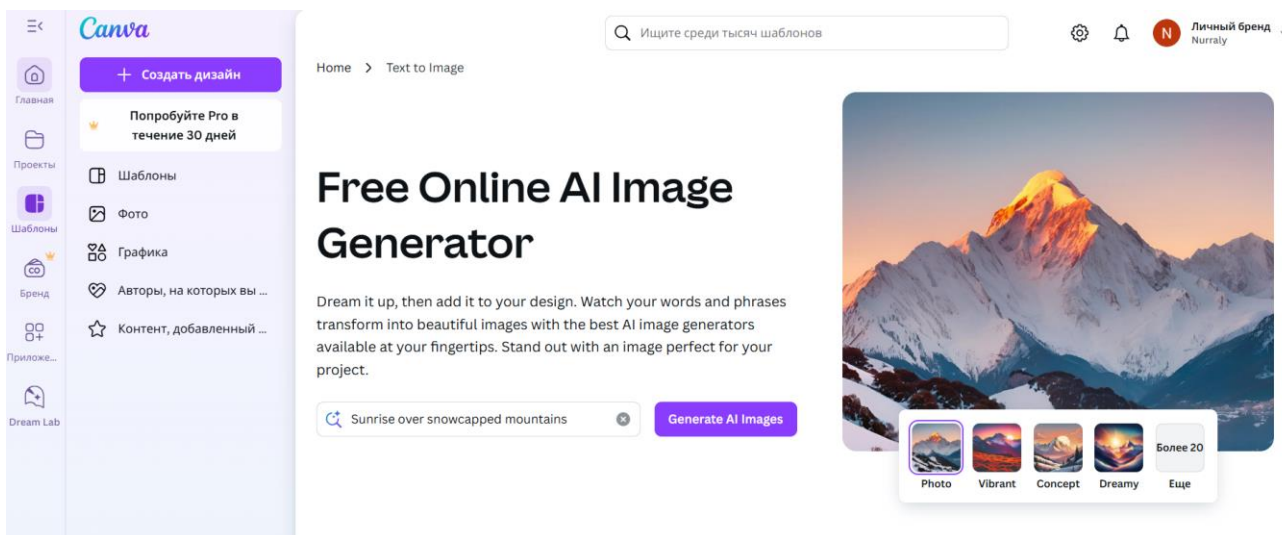 Canva
Ищите среди тысяч шаблонов
N
Личный бренд
Nurraly
Главная
Проекты
Шаблоны
Бренд
Приложе...
Dream Lab
+ Создать дизайн
Попробуйте Pro в
течение 30 дней
Шаблоны
Фото
Графика
Авторы, на которых вы ...
Контент, добавленный ...
Home > Text to Image
Free Online AI Image
Generator
Dream it up, then add it to your design. Watch your words and phrases
transform into beautiful images with the best AI image generators
available at your fingertips. Stand out with an image perfect for your
project.
Sunrise over snowcapped mountains
Generate AI Images
Более 20
Photo
Vibrant
Concept
Dreamy
Еще